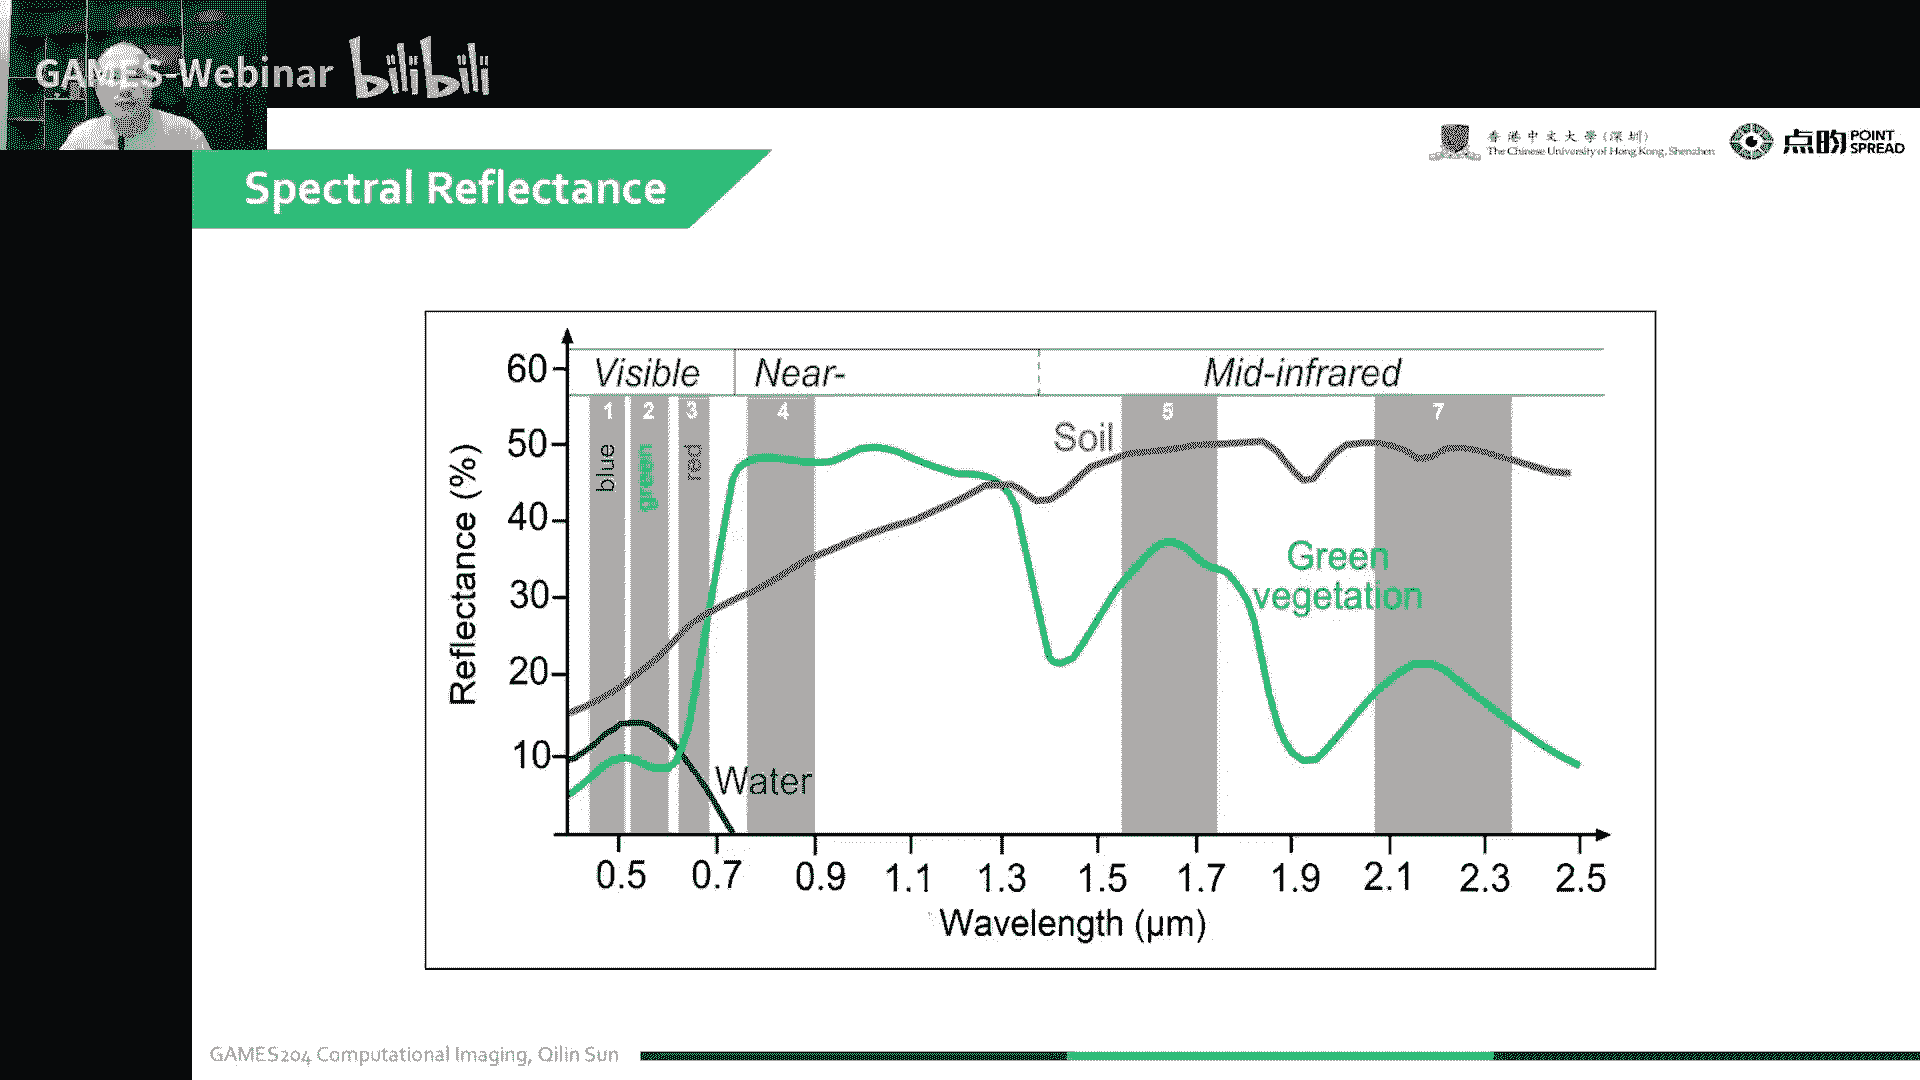 GAMES-Webinar bilibili
香港中文大學(深圳)
The Chinese University of Hong Kong, Shenzhen
点昀 POINT SPREAD
Spectral Reflectance
60
50
40
30
20
10
Reflectance (%)
Visible Near- Mid-infrared
1 2 3 4 5 7
blue green red
Soil
Green
vegetation
Water
0.5 0.7 0.9 1.1 1.3 1.5 1.7 1.9 2.1 2.3 2.5
Wavelength (µm)
GAMES204 Computational Imaging, Qilin Sun